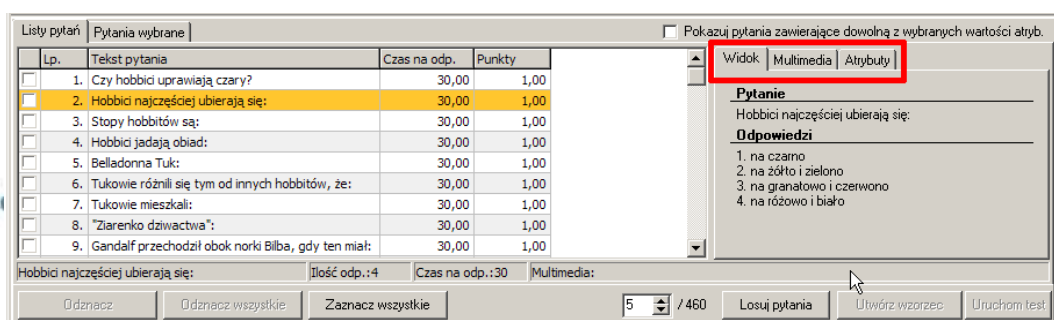 Listy pytań Pytania wybrane Pokazuj pytania zawierające dowolną z wybranych wartości atryb.
Lp. Tekst pytania Czas na odp. Punkty
1. Czy hobbici uprawiają czary? 30,00 1,00
2. Hobbici najczęściej ubierają się: 30,00 1,00
3. Stopy hobbitów są: 30,00 1,00
4. Hobbici jadają obiad: 30,00 1,00
5. Belladonna Tuk: 30,00 1,00
6. Tukowie różnili się tym od innych hobbitów, że: 30,00 1,00
7. Tukowie mieszkali: 30,00 1,00
8. "Ziarenko dziwactwa": 30,00 1,00
9. Gandalf przechodził obok norki Bilba, gdy ten miał: 30,00 1,00
Widok Multimedia Atrybuty
Pytanie
Hobbici najczęściej ubierają się:
Odpowiedzi
1. na czarno
2. na żółto i zielono
3. na granatowo i czerwono
4. na różowo i biało
Hobbici najczęściej ubierają się: Ilość odp.:4 Czas na odp.:30 Multimedia:
Odznacz Odznacz wszystkie Zaznacz wszystkie 5 / 460 Losuj pytania Utwórz wzorzec Uruchom test